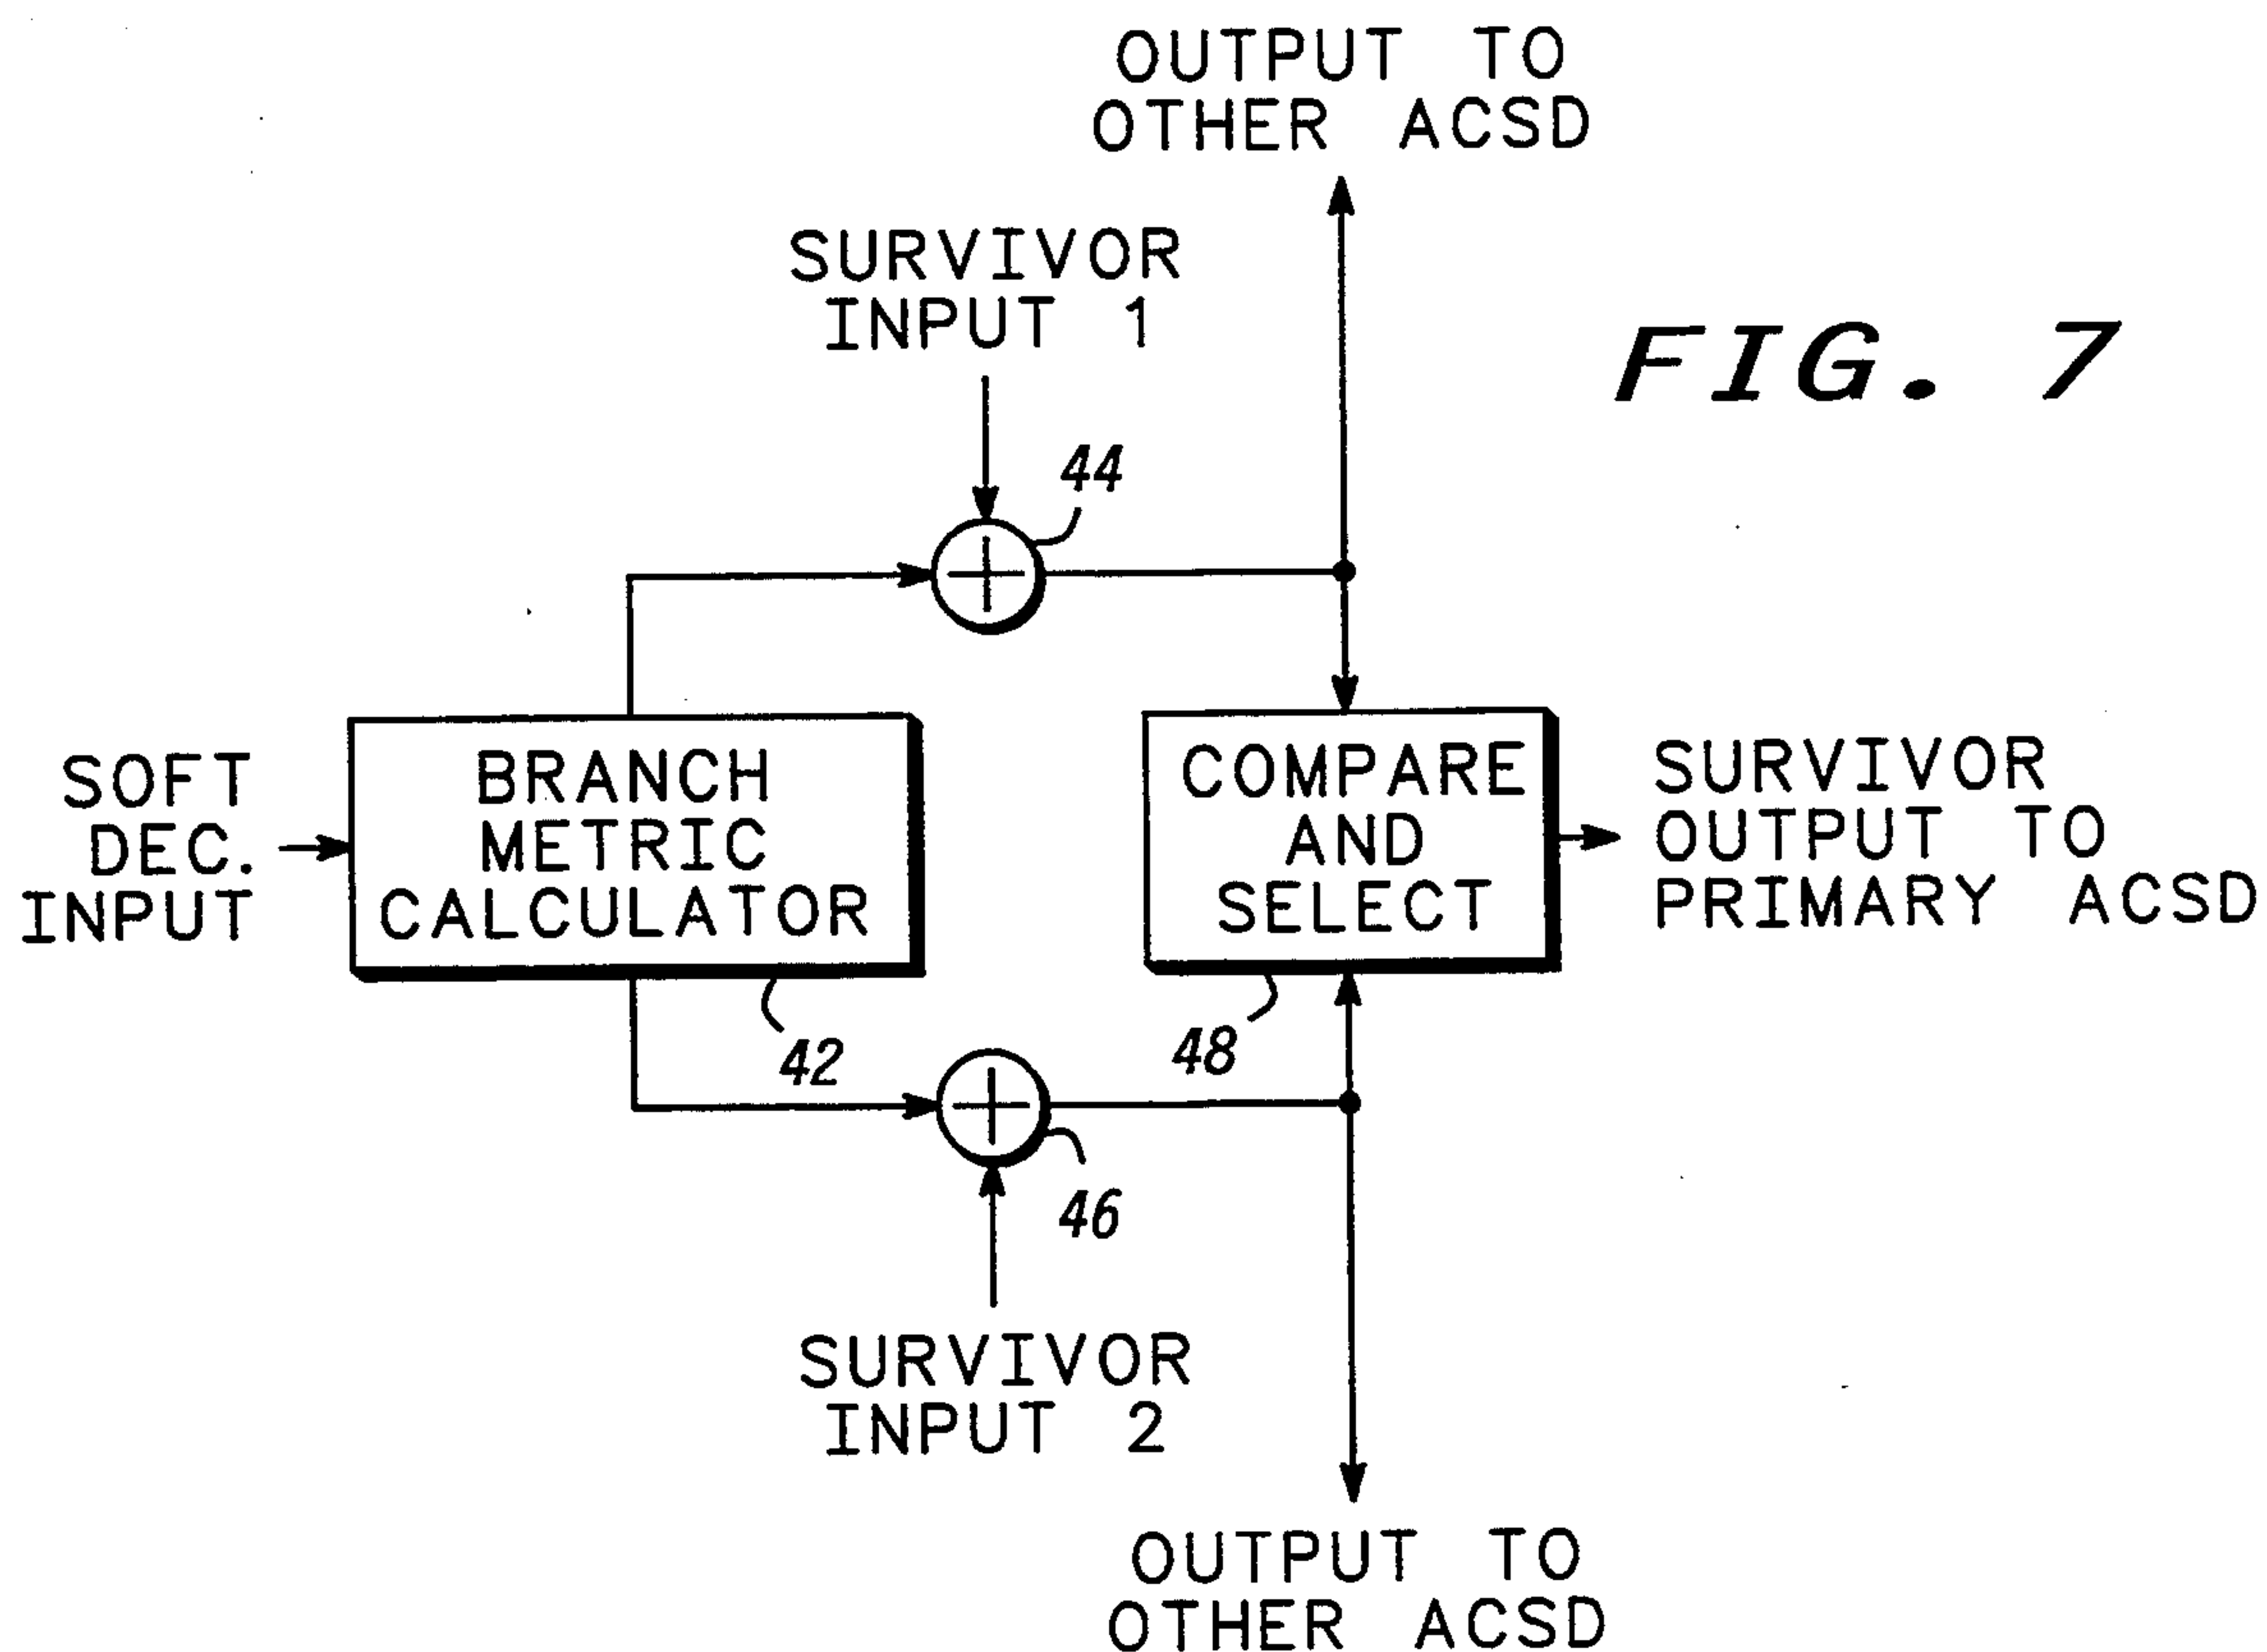 OUTPUT TO
OTHER ACSD
SURVIVOR
INPUT 1
FIG. 7
44
SOFT
DEC.
INPUT
BRANCH
METRIC
CALCULATOR
COMPARE
AND
SELECT
SURVIVOR
OUTPUT TO
PRIMARY ACSD
42
48
46
SURVIVOR
INPUT 2
OUTPUT TO
OTHER ACSD